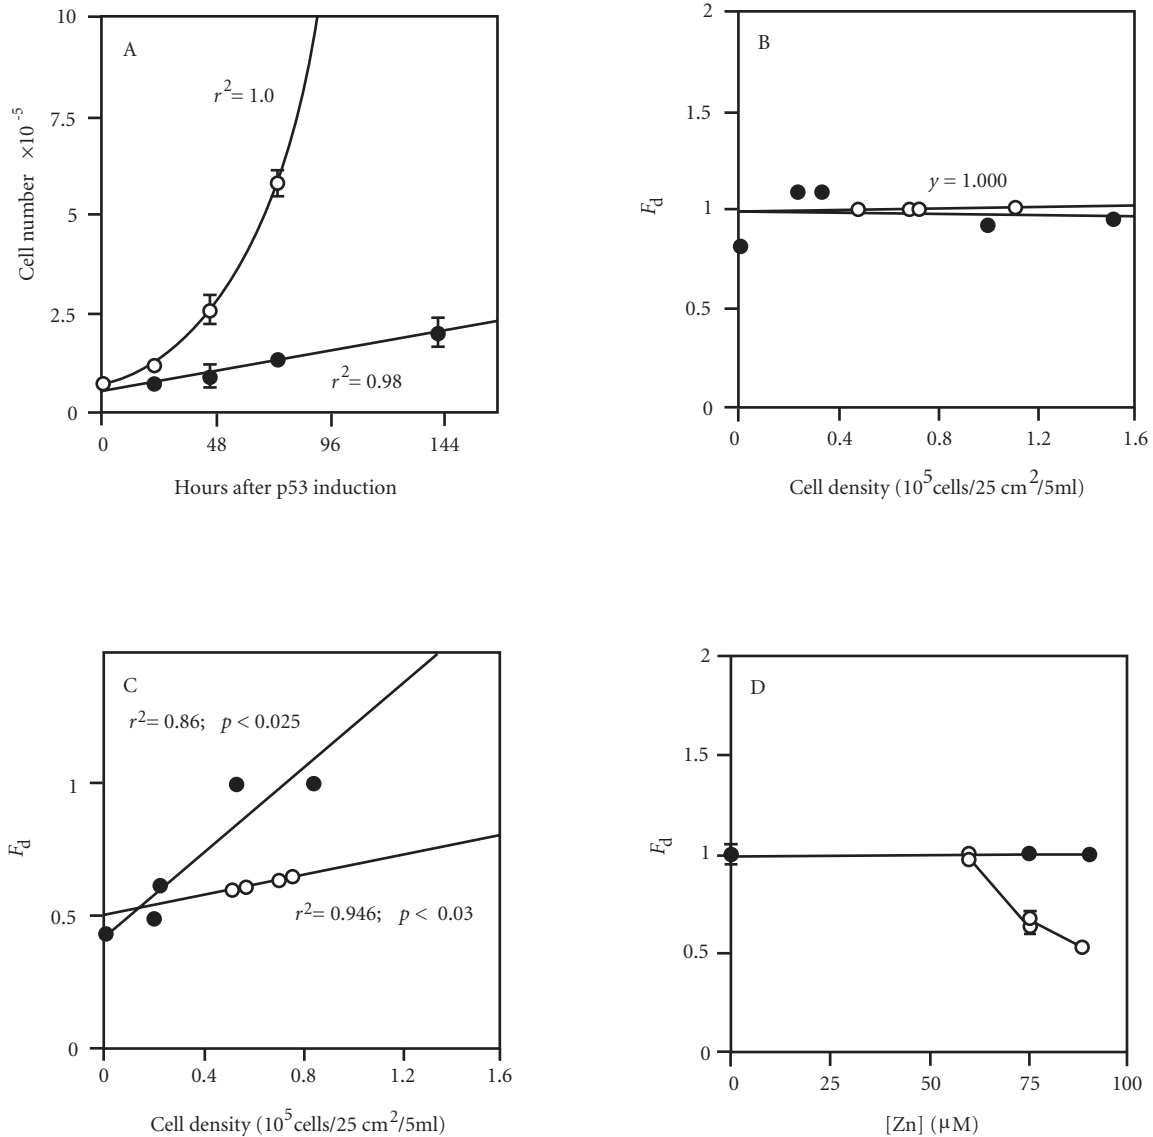 A
r²= 1.0
r²= 0.98
10
7.5
5
2.5
0
Cell number ×10⁻⁵
0 48 96 144
Hours after p53 induction
B
y = 1.000
2
1.5
1
0.5
0
Fd
0 0.4 0.8 1.2 1.6
Cell density (10⁵cells/25 cm²/5ml)
C
r²= 0.86; p < 0.025
r²= 0.946; p < 0.03
1
0.5
0
Fd
0 0.4 0.8 1.2 1.6
Cell density (10⁵cells/25 cm²/5ml)
D
2
1.5
1
0.5
0
Fd
0 25 50 75 100
[Zn] (μM)